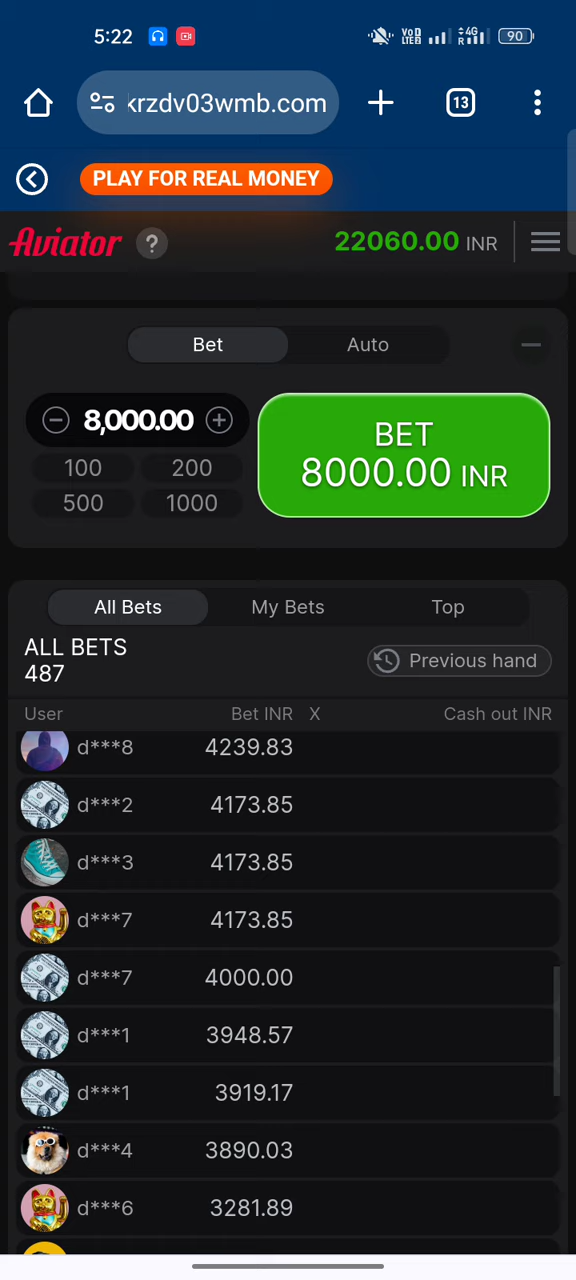 5:22
VoD
LTE2
4G
R
90
krzdv03wmb.com
13
PLAY FOR REAL MONEY
Aviator ? 22060.00 INR
Bet Auto
8,000.00
100 200
500 1000
BET
8000.00 INR
All Bets My Bets Top
ALL BETS
487
Previous hand
User Bet INR X Cash out INR
d***8 4239.83
d***2 4173.85
d***3 4173.85
d***7 4173.85
d***7 4000.00
d***1 3948.57
d***1 3919.17
d***4 3890.03
d***6 3281.89